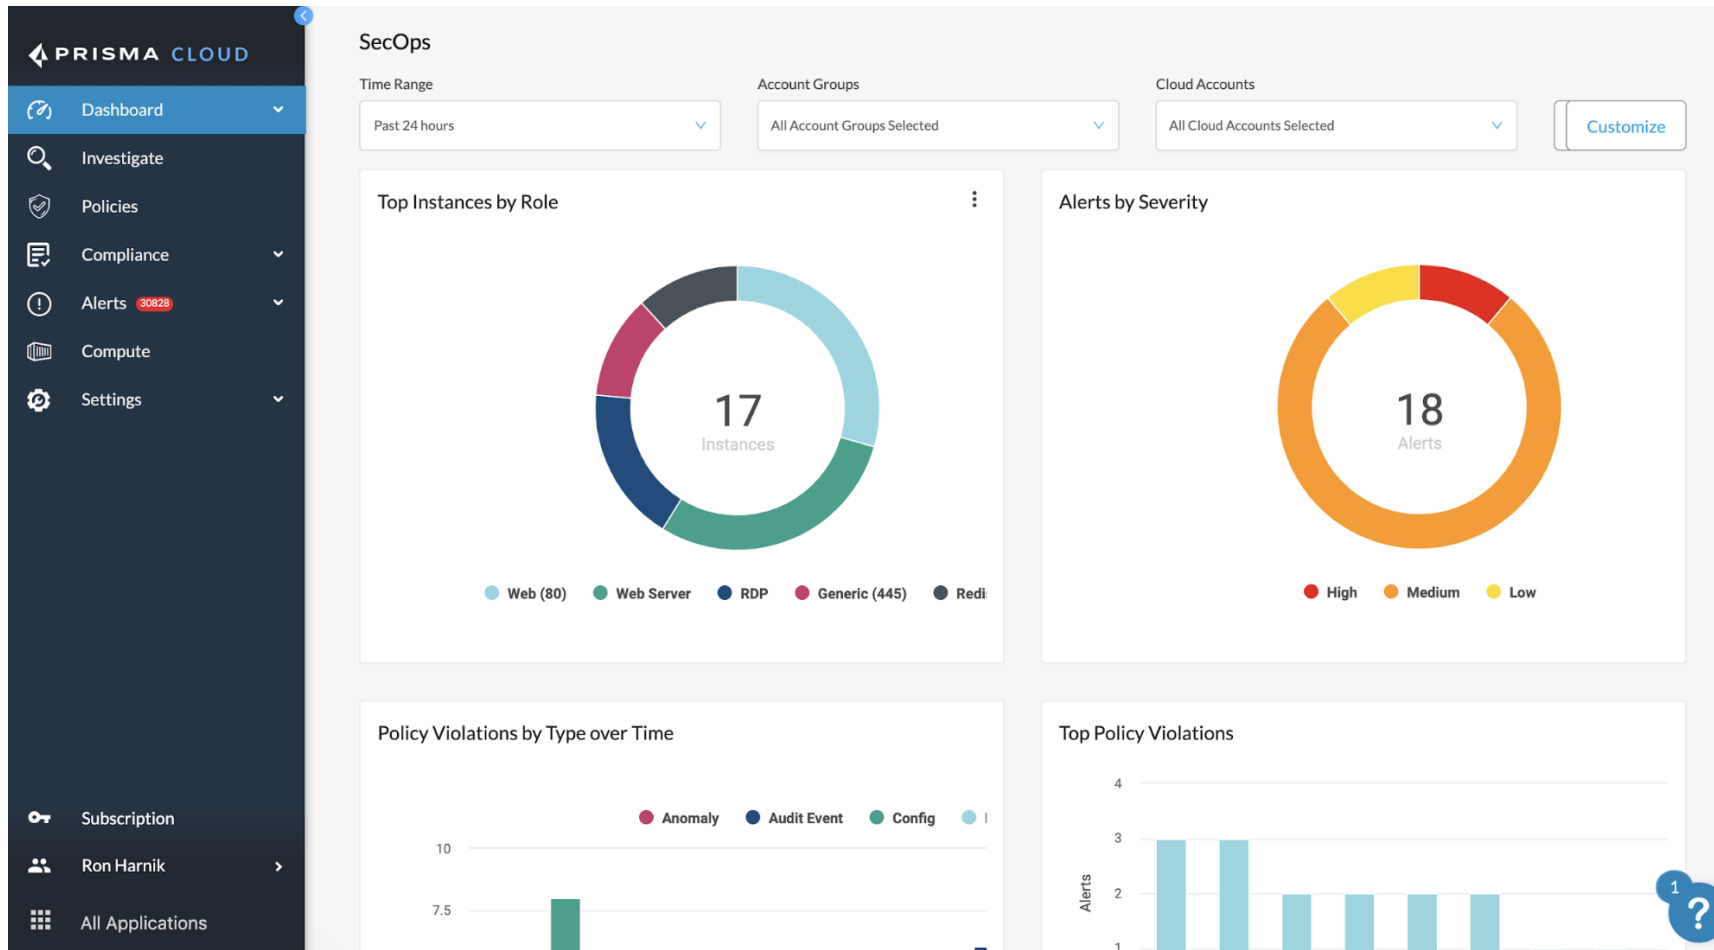 PRISMA CLOUD
Dashboard
Investigate
Policies
Compliance
Alerts 30828
Compute
Settings
Subscription
Ron Harnik
All Applications
SecOps
Time Range
Account Groups
Cloud Accounts
Past 24 hours
All Account Groups Selected
All Cloud Accounts Selected
Customize
Top Instances by Role
17
Instances
Web (80) Web Server RDP Generic (445) Redi
Alerts by Severity
18
Alerts
High Medium Low
Policy Violations by Type over Time
Anomaly Audit Event Config
10
7.5
Top Policy Violations
4
3
2
1
Alerts
1
?